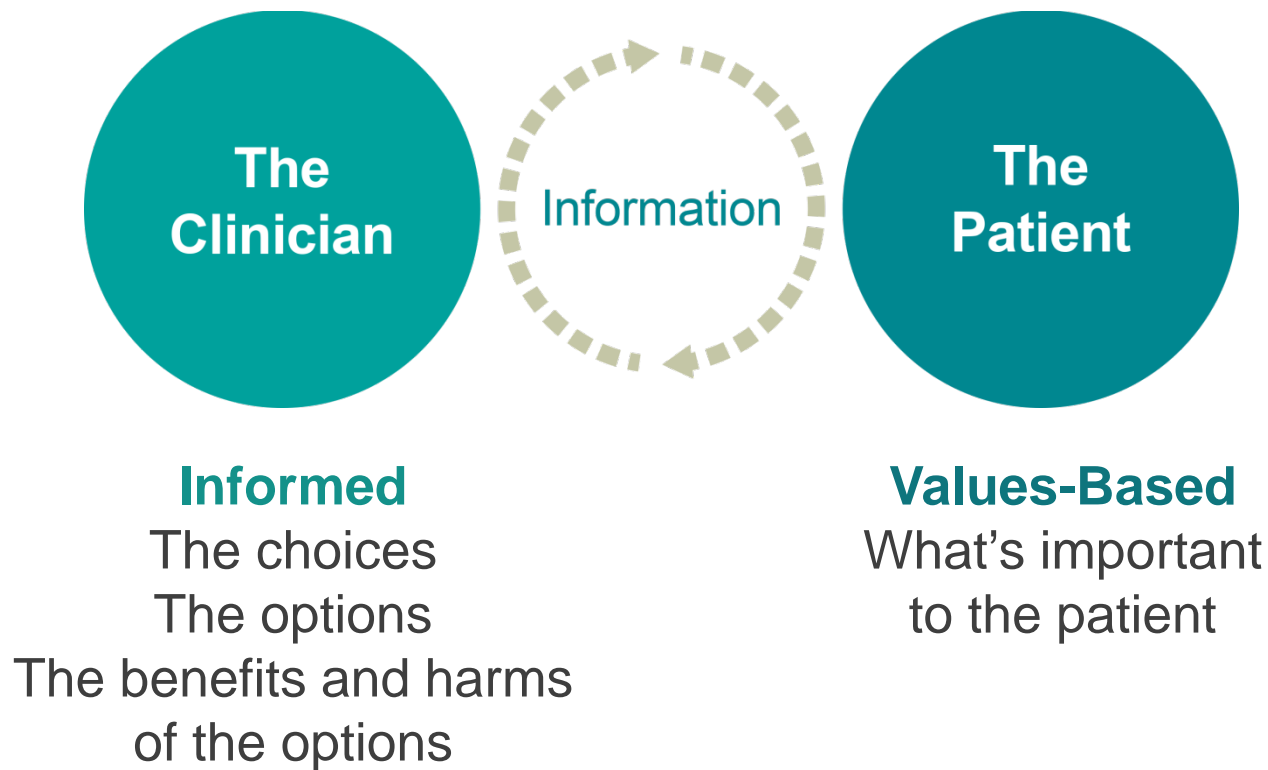 The
Clinician
Information
The
Patient
Informed
The choices
The options
The benefits and harms
of the options
Values-Based
What’s important
to the patient